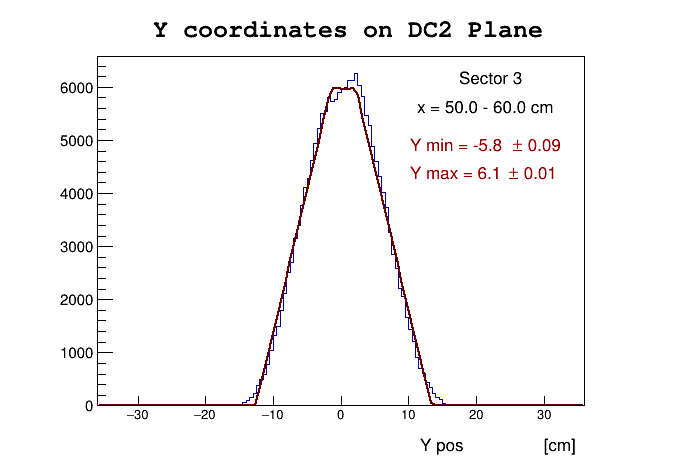 Y coordinates on DC2 Plane
Sector 3
x = 50.0 - 60.0 cm
Y min = -5.8 ± 0.09
Y max = 6.1 ± 0.01
6000
5000
4000
3000
2000
1000
0
−30 −20 −10 0 10 20 30
Y pos [cm]